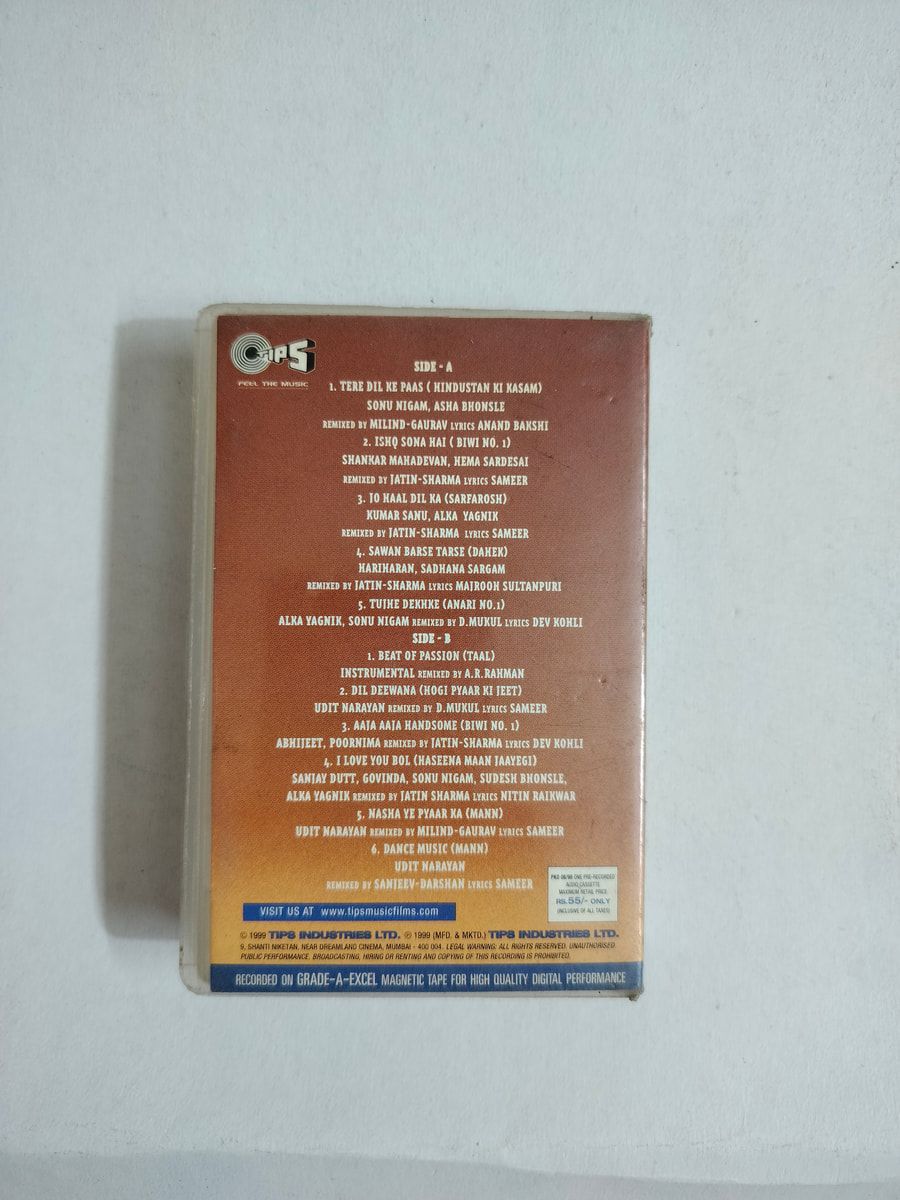 TIPS
FEEL THE MUSIC
SIDE - A
1. TERE DIL KE PAAS ( HINDUSTAN KI KASAM)
SONU NIGAM, ASHA BHONSLE
REMIXED BY MILIND-GAURAV LYRICS ANAND BAKSHI
2. ISHQ SONA HAI ( BIWI NO. 1)
SHANKAR MAHADEVAN, HEMA SARDESAI
REMIXED BY JATIN-SHARMA LYRICS SAMEER
3. JO HAAL DIL KA (SARFAROSH)
KUMAR SANU, ALKA YAGNIK
REMIXED BY JATIN-SHARMA LYRICS SAMEER
4. SAWAN BARSE TARSE (DAHEK)
HARIHARAN, SADHANA SARGAM
REMIXED BY JATIN-SHARMA LYRICS MAJROOH SULTANPURI
5. TUJHE DEKHKE (ANARI NO.1)
ALKA YAGNIK, SONU NIGAM REMIXED BY D.MUKUL LYRICS DEV KOHLI
SIDE - B
1. BEAT OF PASSION (TAAL)
INSTRUMENTAL REMIXED BY A.R.RAHMAN
2. DIL DEEWANA (HOGI PYAAR KI JEET)
UDIT NARAYAN REMIXED BY D.MUKUL LYRICS SAMEER
3. AAJA AAJA HANDSOME (BIWI NO. 1)
ABHIJEET, POORNIMA REMIXED BY JATIN-SHARMA LYRICS DEV KOHLI
4. I LOVE YOU BOL (HASEENA MAAN JAAYEGI)
SANJAY DUTT, GOVINDA, SONU NIGAM, SUDESH BHONSLE,
ALKA YAGNIK REMIXED BY JATIN SHARMA LYRICS NITIN RAIKWAR
5. NASHA YE PYAAR KA (MANN)
UDIT NARAYAN REMIXED BY MILIND-GAURAV LYRICS SAMEER
6. DANCE MUSIC (MANN)
UDIT NARAYAN
REMIXED BY SANJEEV-DARSHAN LYRICS SAMEER
ONE PRE-RECORDED
AUDIO CASSETTE
MAXIMUM RETAIL PRICE
RS.55/- ONLY
(INCLUSIVE OF ALL TAXES)
VISIT US AT www.tipsmusicfilms.com
© 1999 TIPS INDUSTRIES LTD. ℗ 1999 (MFD. & MKTD.) TIPS INDUSTRIES LTD.
9, SHANTI NIKETAN, NEAR DREAMLAND CINEMA, MUMBAI - 400 004. LEGAL WARNING: ALL RIGHTS RESERVED. UNAUTHORISED.
PUBLIC PERFORMANCE, BROADCASTING, HIRING OR RENTING AND COPYING OF THIS RECORDING IS PROHIBITED.
RECORDED ON GRADE-A-EXCEL MAGNETIC TAPE FOR HIGH QUALITY DIGITAL PERFORMANCE